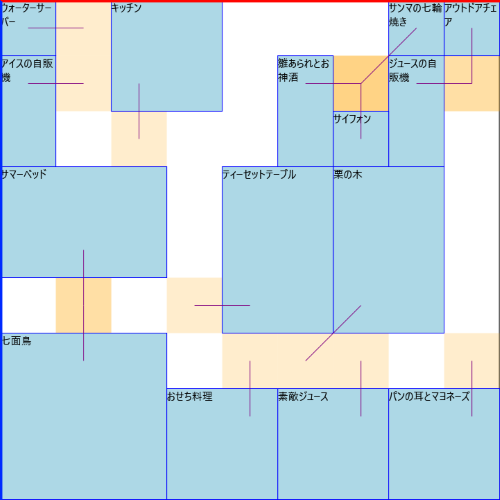 ウォーターサー
バー
キッチン
サンマの七輪
焼き
アウトドアチェ
ア
アイスの自販
機
雛あられとお
神酒
ジュースの自
販機
サイフォン
サマーベッド
ティーセットテーブル
栗の木
七面鳥
おせち料理
素敵ジュース
パンの耳とマヨネーズ